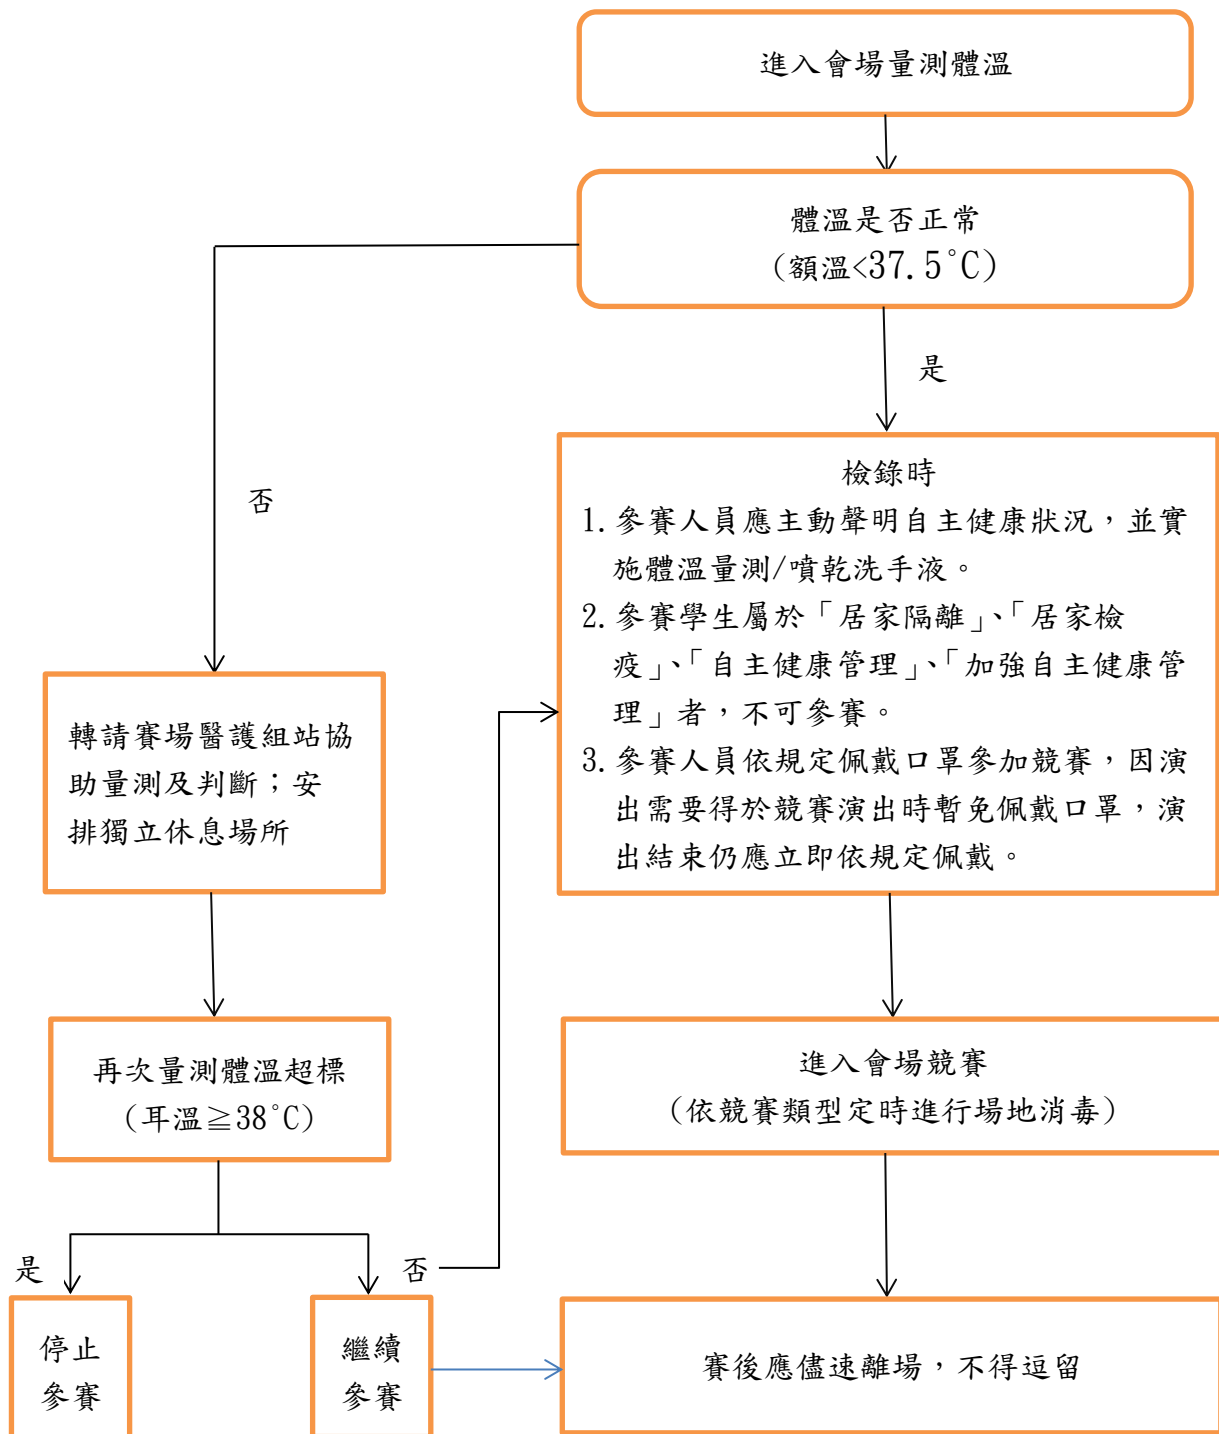 進入會場量測體溫
體溫是否正常
(額溫<37.5°C)
是
否
檢錄時
1. 參賽人員應主動聲明自主健康狀況，並實
施體溫量測/噴乾洗手液。
2. 參賽學生屬於「居家隔離」、「居家檢
疫」、「自主健康管理」、「加強自主健康管
理」者，不可參賽。
3. 參賽人員依規定佩戴口罩參加競賽，因演
出需要得於競賽演出時暫免佩戴口罩，演
出結束仍應立即依規定佩戴。
轉請賽場醫護組站協
助量測及判斷；安
排獨立休息場所
再次量測體溫超標
(耳溫≧38°C)
進入會場競賽
(依競賽類型定時進行場地消毒)
是
否
停止
參賽
繼續
參賽
賽後應儘速離場，不得逗留